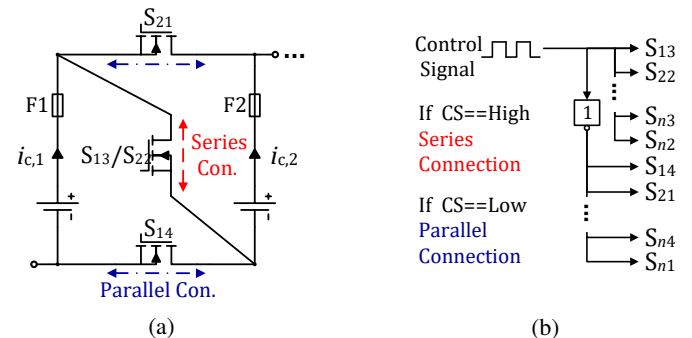 S21
F1
F2
ic,1
S13/S22
Series
Con.
ic,2
+
+
S14
Parallel Con.
(a)
Control
Signal
S13
S22
1
If CS==High
Series
Connection
Sn3
Sn2
S14
S21
If CS==Low
Parallel
Connection
Sn4
Sn1
(b)